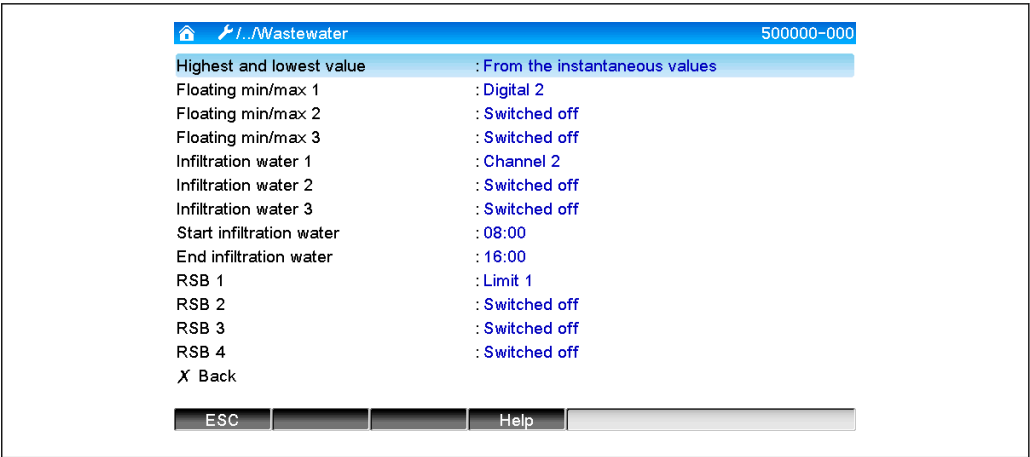 /../Wastewater 500000-000
Highest and lowest value : From the instantaneous values
Floating min/max 1 : Digital 2
Floating min/max 2 : Switched off
Floating min/max 3 : Switched off
Infiltration water 1 : Channel 2
Infiltration water 2 : Switched off
Infiltration water 3 : Switched off
Start infiltration water : 08:00
End infiltration water : 16:00
RSB 1 : Limit 1
RSB 2 : Switched off
RSB 3 : Switched off
RSB 4 : Switched off
X Back
ESC Help